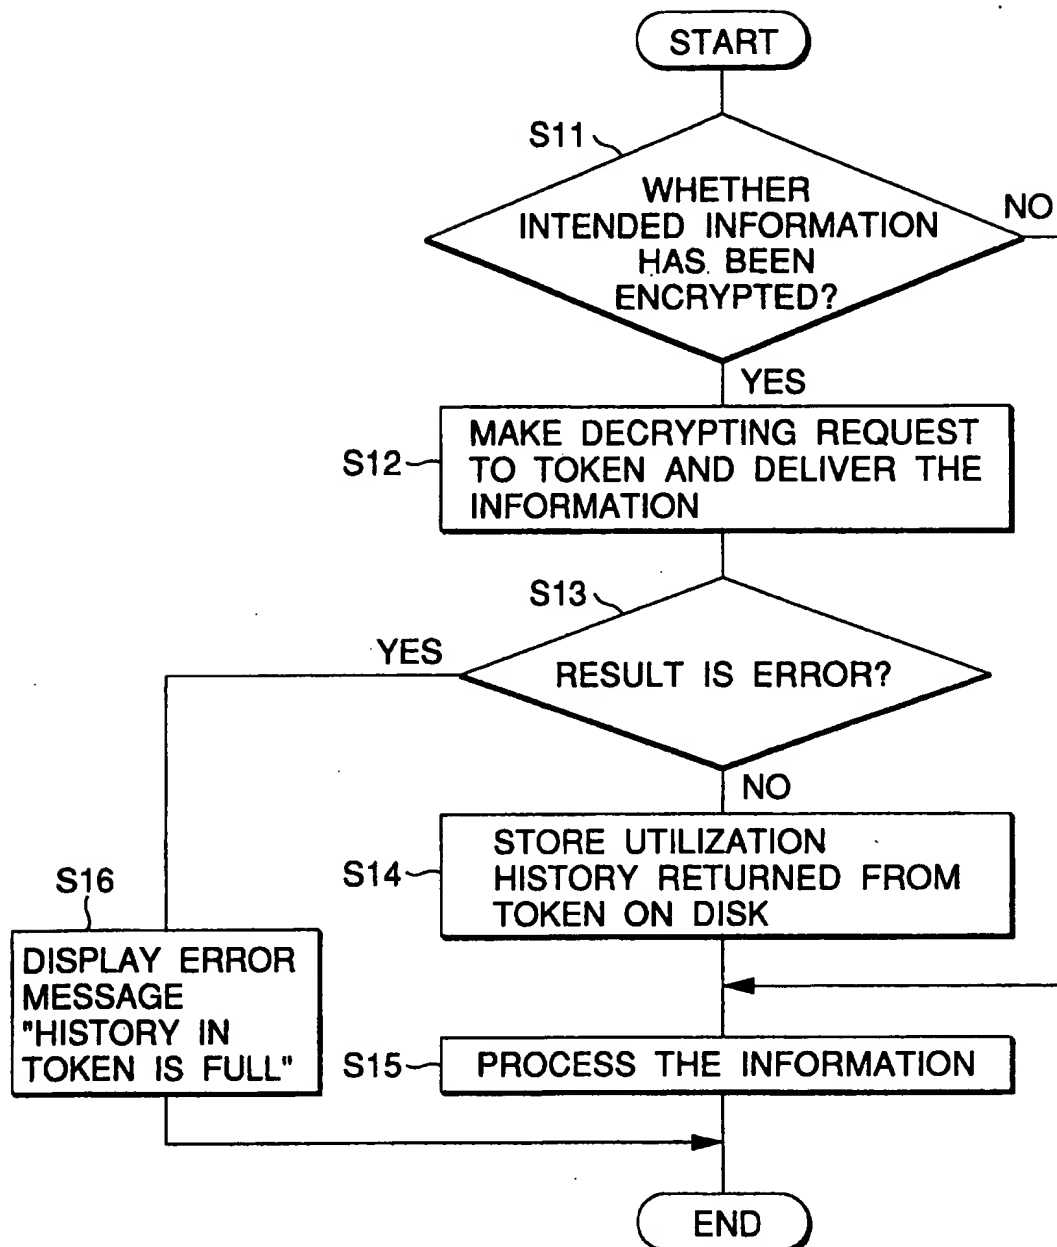 START
S11
WHETHER
INTENDED INFORMATION
HAS BEEN
ENCRYPTED?
NO
YES
S12
MAKE DECRYPTING REQUEST
TO TOKEN AND DELIVER THE
INFORMATION
S13
YES
RESULT IS ERROR?
NO
S14
STORE UTILIZATION
HISTORY RETURNED FROM
TOKEN ON DISK
S16
DISPLAY ERROR
MESSAGE
"HISTORY IN
TOKEN IS FULL"
S15
PROCESS THE INFORMATION
END